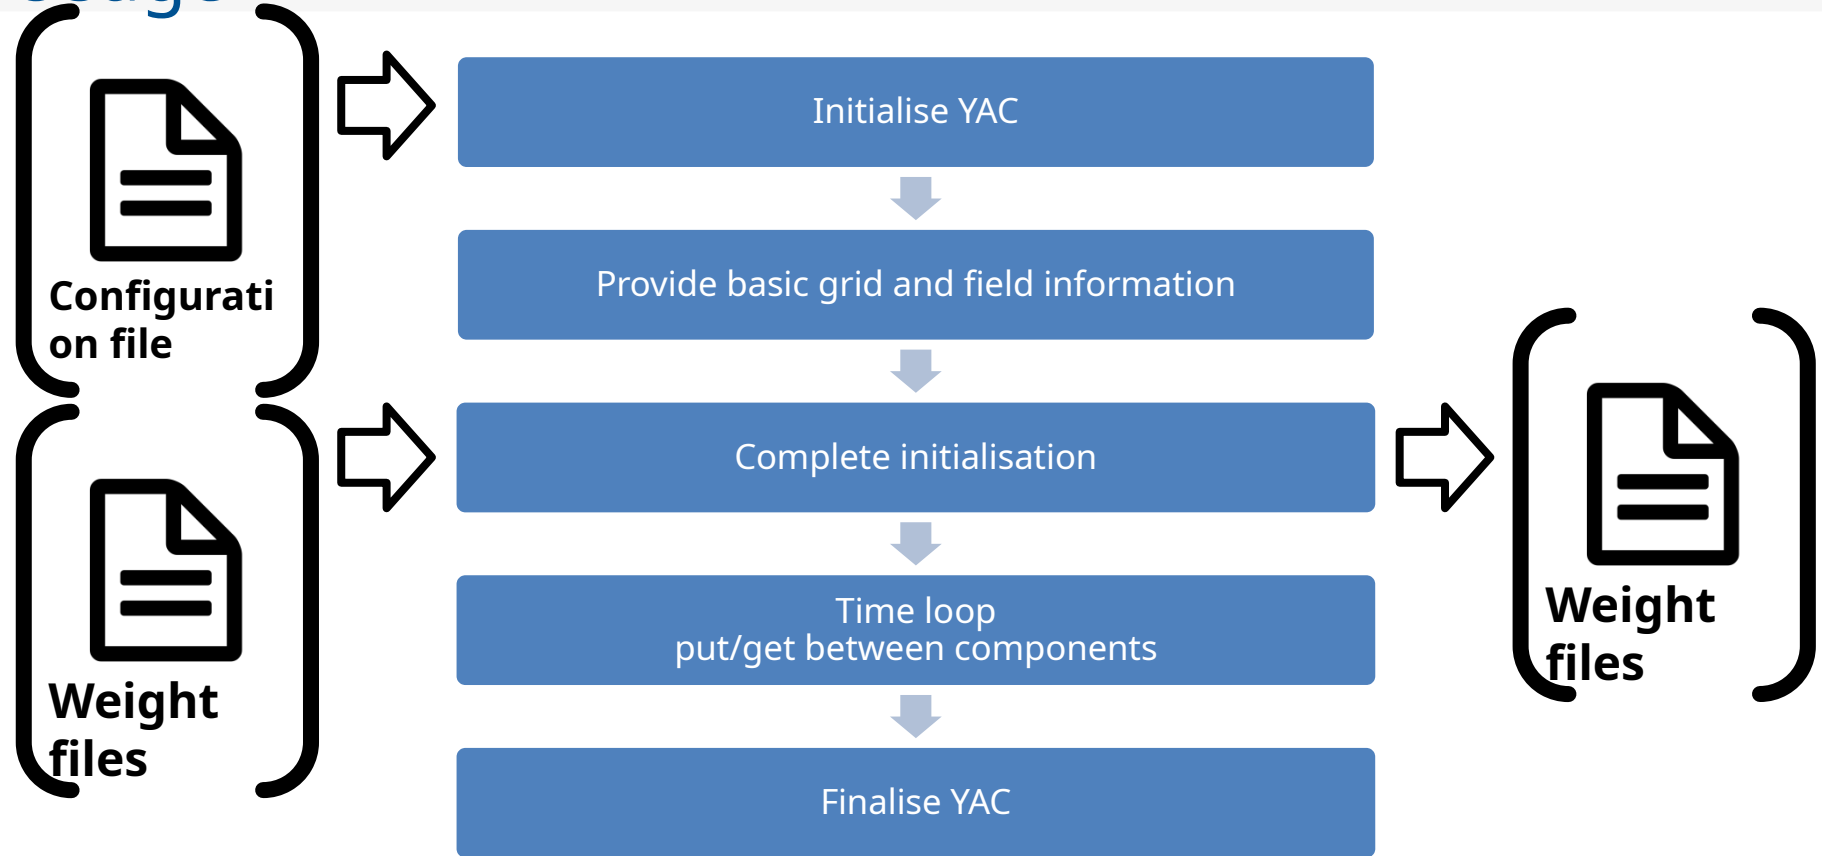 Initialise YAC
Provide basic grid and field information
Configurati
on file
Complete initialisation
Time loop
put/get between components
Weight
files
Weight
files
Finalise YAC